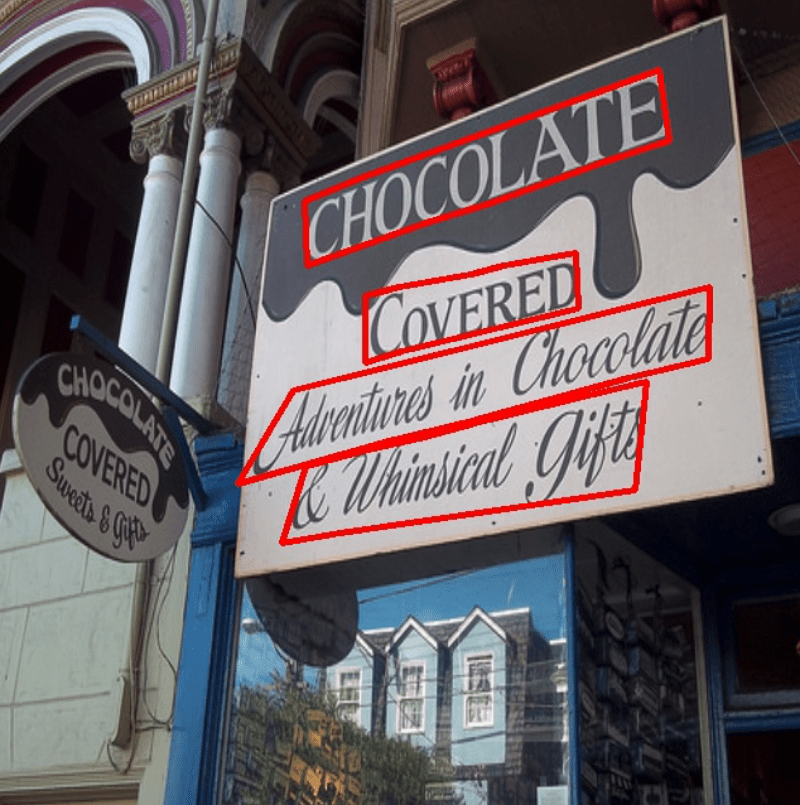 CHOCOLATE
COVERED
Adventures in Chocolate
& Whimsical Gifts
CHOCOLATE
COVERED
Sweets & Gifts